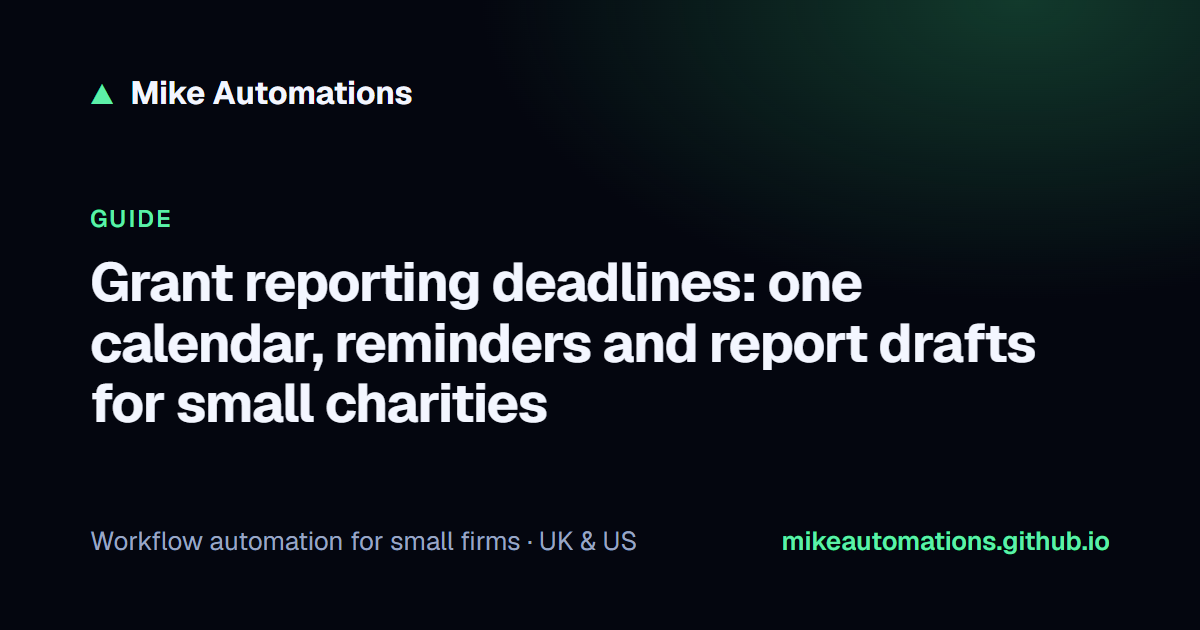 Mike Automations
GUIDE
Grant reporting deadlines: one
calendar, reminders and report drafts
for small charities
Workflow automation for small firms · UK & US
mikeautomations.github.io